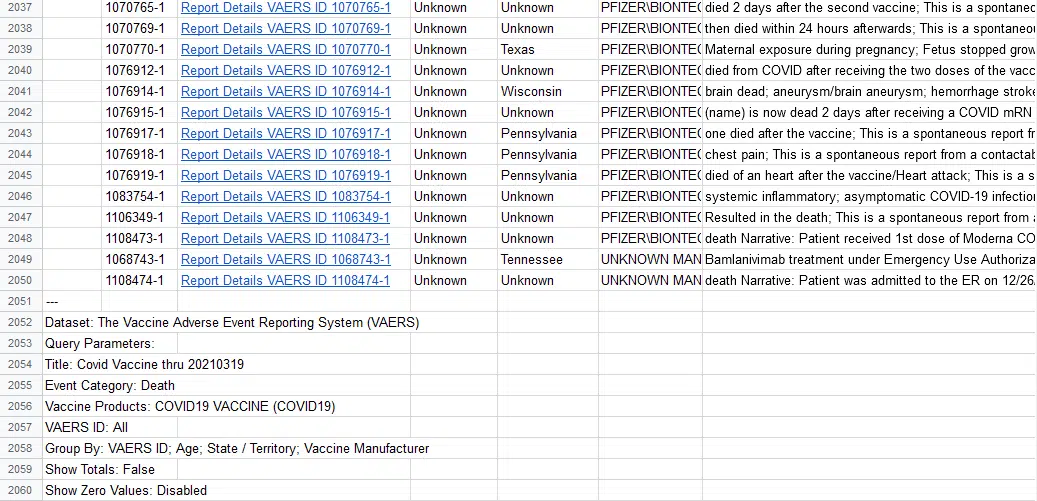 2037 1070765-1 Report Details VAERS ID 1070765-1 Unknown Unknown PFIZER\BIONTEC died 2 days after the second vaccine; This is a spontaneo
2038 1070769-1 Report Details VAERS ID 1070769-1 Unknown Unknown PFIZER\BIONTEC then died within 24 hours afterwards; This is a spontaneou
2039 1070770-1 Report Details VAERS ID 1070770-1 Unknown Texas PFIZER\BIONTEC Maternal exposure during pregnancy; Fetus stopped grow
2040 1076912-1 Report Details VAERS ID 1076912-1 Unknown Unknown PFIZER\BIONTEC died from COVID after receiving the two doses of the vacc
2041 1076914-1 Report Details VAERS ID 1076914-1 Unknown Wisconsin PFIZER\BIONTEC brain dead; aneurysm/brain aneurysm; hemorrhage stroke
2042 1076915-1 Report Details VAERS ID 1076915-1 Unknown Unknown PFIZER\BIONTEC (name) is now dead 2 days after receiving a COVID mRN
2043 1076917-1 Report Details VAERS ID 1076917-1 Unknown Pennsylvania PFIZER\BIONTEC one died after the vaccine; This is a spontaneous report fr
2044 1076918-1 Report Details VAERS ID 1076918-1 Unknown Pennsylvania PFIZER\BIONTEC chest pain; This is a spontaneous report from a contactab
2045 1076919-1 Report Details VAERS ID 1076919-1 Unknown Pennsylvania PFIZER\BIONTEC died of an heart after the vaccine/Heart attack; This is a s
2046 1083754-1 Report Details VAERS ID 1083754-1 Unknown Unknown PFIZER\BIONTEC systemic inflammatory; asymptomatic COVID-19 infection
2047 1106349-1 Report Details VAERS ID 1106349-1 Unknown Unknown PFIZER\BIONTEC Resulted in the death; This is a spontaneous report from a
2048 1108473-1 Report Details VAERS ID 1108473-1 Unknown Unknown PFIZER\BIONTEC death Narrative: Patient received 1st dose of Moderna CO
2049 1068743-1 Report Details VAERS ID 1068743-1 Unknown Tennessee UNKNOWN MAN Bamlanivimab treatment under Emergency Use Authoriza
2050 1108474-1 Report Details VAERS ID 1108474-1 Unknown Unknown UNKNOWN MAN death Narrative: Patient was admitted to the ER on 12/26
2051 ---
2052 Dataset: The Vaccine Adverse Event Reporting System (VAERS)
2053 Query Parameters:
2054 Title: Covid Vaccine thru 20210319
2055 Event Category: Death
2056 Vaccine Products: COVID19 VACCINE (COVID19)
2057 VAERS ID: All
2058 Group By: VAERS ID; Age; State / Territory; Vaccine Manufacturer
2059 Show Totals: False
2060 Show Zero Values: Disabled